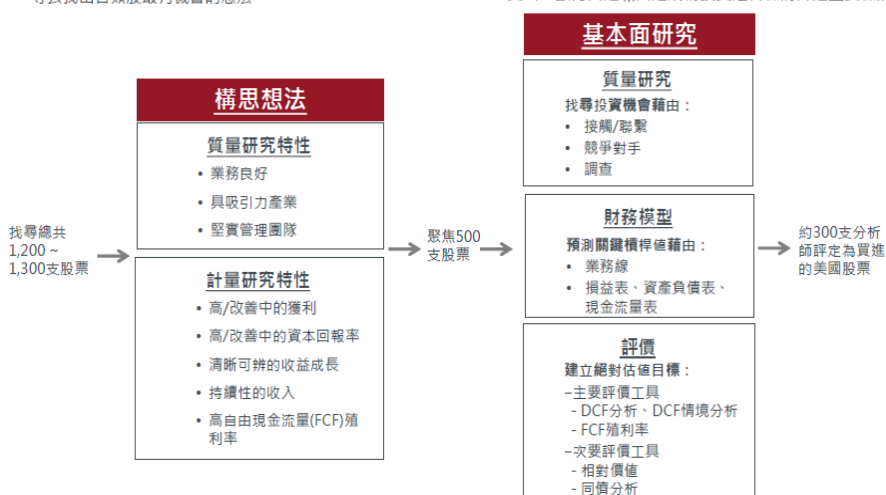 構思想法
質量研究特性
• 業務良好
• 具吸引力產業
• 堅實管理團隊
計量研究特性
• 高/改善中的獲利
• 高/改善中的資本回報率
• 清晰可辨的收益成長
• 持續性的收入
• 高自由現金流量(FCF)殖
利率
找尋總共
1,200 ~
1,300支股票
聚焦500
支股票
基本面研究
質量研究
找尋投資機會藉由：
• 接觸/聯繫
• 競爭對手
• 調查
財務模型
預測關鍵槓桿值藉由：
• 業務線
• 損益表、資產負債表、
現金流量表
評價
建立絕對估值目標：
–主要評價工具
- DCF分析、DCF情境分析
- FCF殖利率
–次要評價工具
- 相對價值
- 同儕分析
約300支分析
師評定為買進
的美國股票